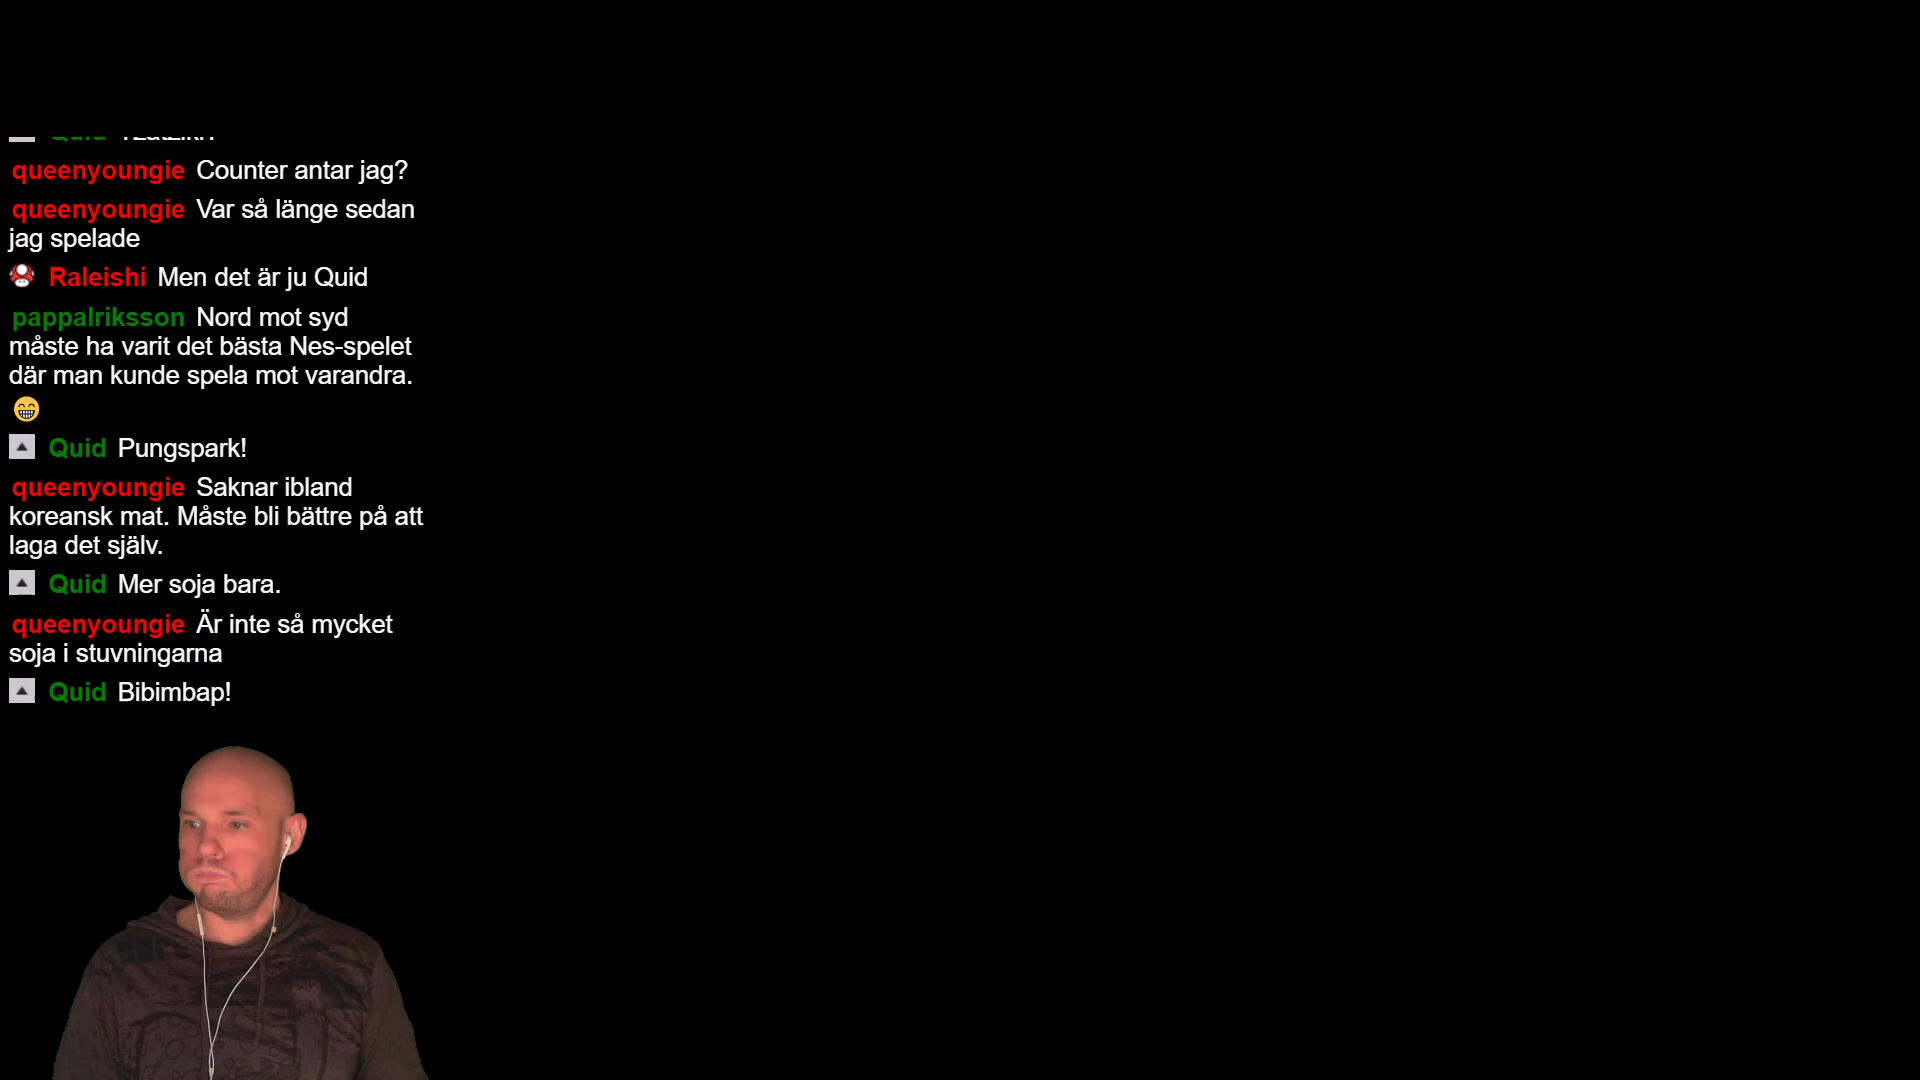 queenyoungie Counter antar jag?
queenyoungie Var så länge sedan
jag spelade
Raleishi Men det är ju Quid
pappalriksson Nord mot syd
måste ha varit det bästa Nes-spelet
där man kunde spela mot varandra.
Quid Pungspark!
queenyoungie Saknar ibland
koreansk mat. Måste bli bättre på att
laga det själv.
Quid Mer soja bara.
queenyoungie Är inte så mycket
soja i stuvningarna
Quid Bibimbap!